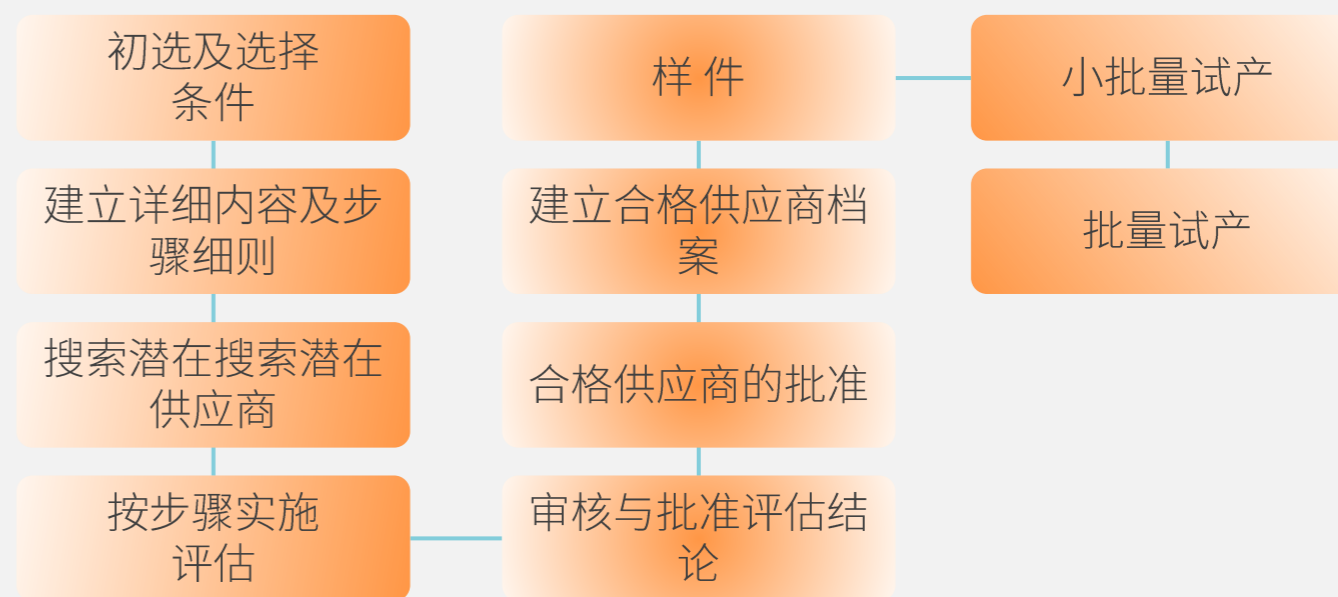 初选及选择
条件
建立详细内容及步
骤细则
搜索潜在搜索潜在
供应商
按步骤实施
评估
样 件
建立合格供应商档
案
合格供应商的批准
审核与批准评估结
论
小批量试产
批量试产